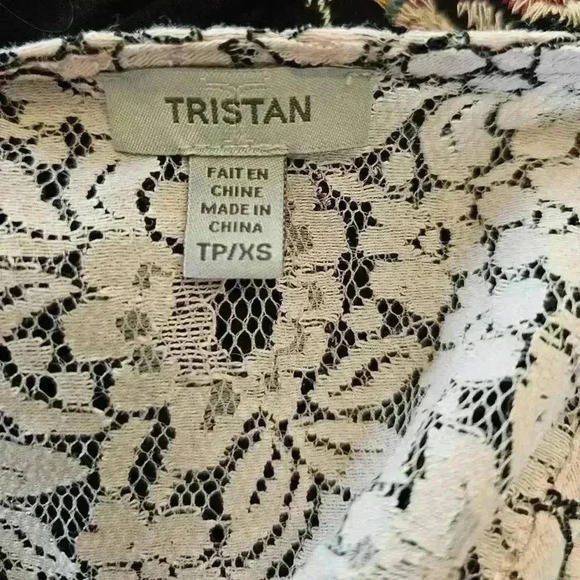 TRISTAN
FAIT EN
CHINE
MADE IN
CHINA
TP/XS